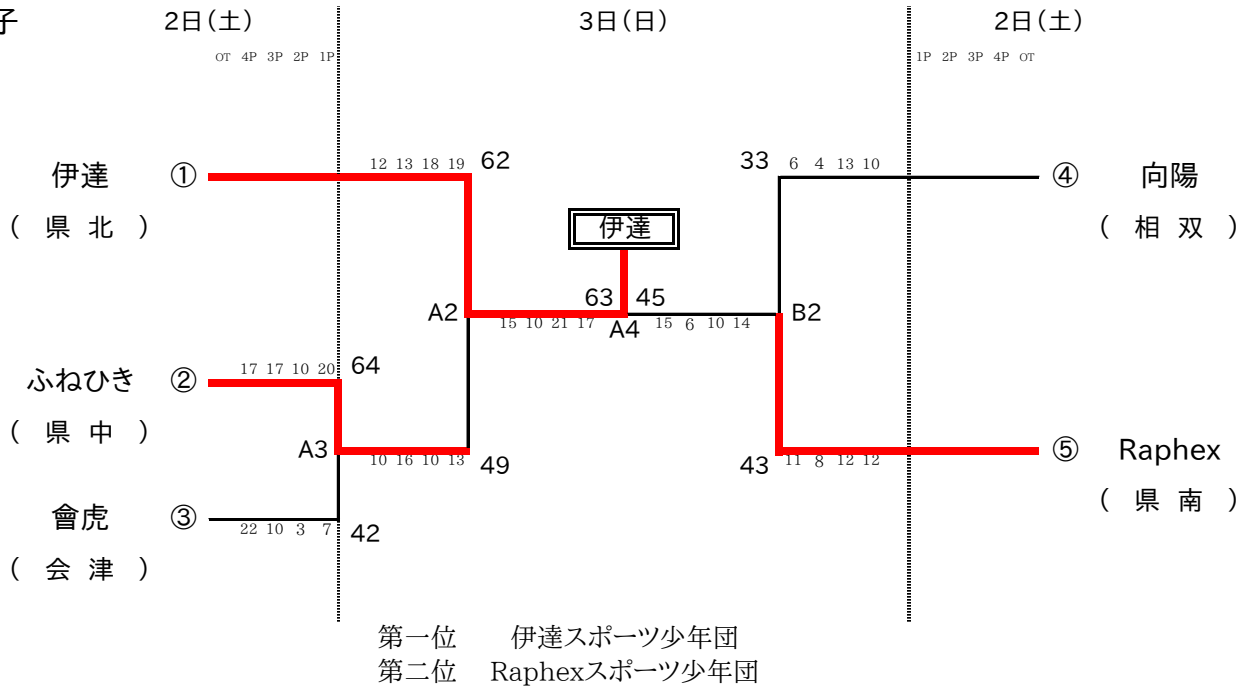 子 2日(土) 3日(日) 2日(土)
OT 4P 3P 2P 1P 1P 2P 3P 4P OT
伊達 ① 12 13 18 19 62 33 6 4 13 10 ④ 向陽
( 県 北 ) 伊達 ( 相 双 )
A2 63 45 B2
15 10 21 17 A4 15 6 10 14
ふねひき ② 17 17 10 20 64
( 県 中 ) A3 10 16 10 13 49 43 11 8 12 12 ⑤ Raphex
會虎 ③ 22 10 3 7 42 ( 県 南 )
( 会 津 )
第一位 伊達スポーツ少年団
第二位 Raphexスポーツ少年団